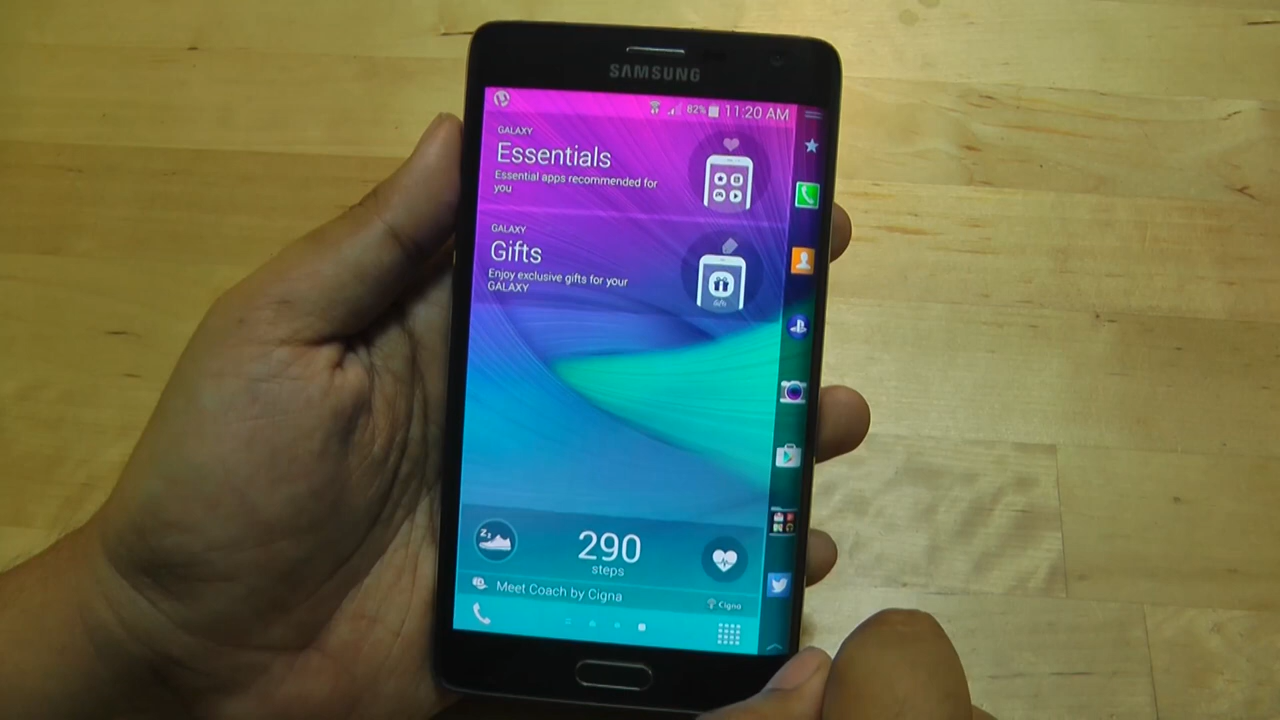 SAMSUNG
82% 11:20 AM
GALAXY
Essentials
Essential apps recommended for
you
GALAXY
Gifts
Enjoy exclusive gifts for your
GALAXY
Gifts
290
steps
Meet Coach by Cigna
Cigna